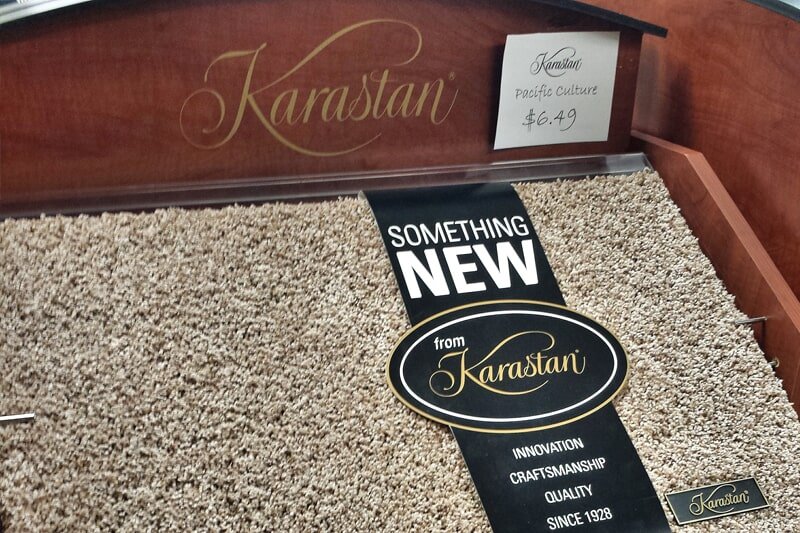 Karastan®
Karastan
Pacific Culture
$6.49
SOMETHING
NEW
from
Karastan®
INNOVATION
CRAFTSMANSHIP
QUALITY
SINCE 1928
Karastan®